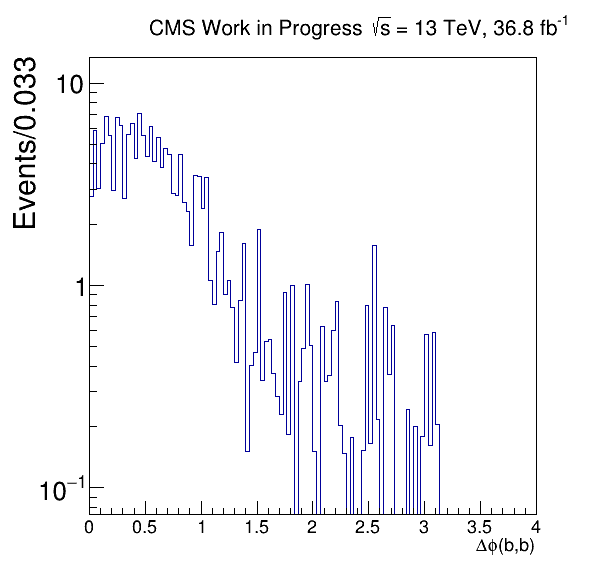 CMS Work in Progress √s = 13 TeV, 36.8 fb⁻¹
Events/0.033
10
1
10⁻¹
0 0.5 1 1.5 2 2.5 3 3.5 4
Δϕ(b,b)